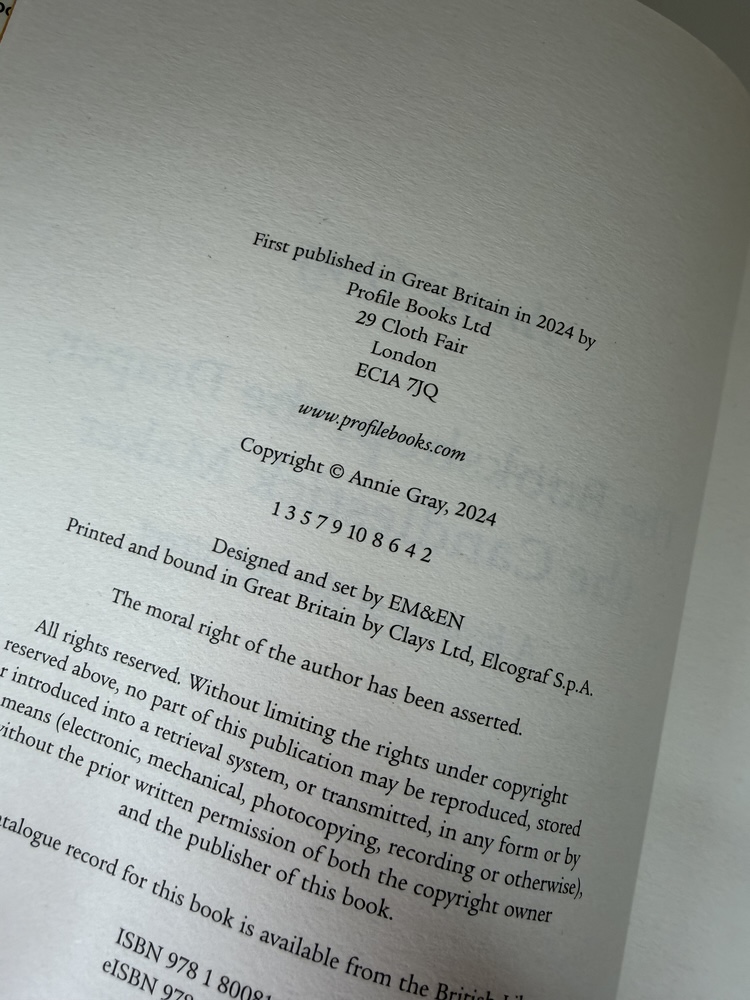 First published in Great Britain in 2024 by
Profile Books Ltd
29 Cloth Fair
London
EC1A 7JQ
www.profilebooks.com
Copyright © Annie Gray, 2024
1 3 5 7 9 10 8 6 4 2
Designed and set by EM&EN
Printed and bound in Great Britain by Clays Ltd, Elcograf S.p.A.
The moral right of the author has been asserted.
All rights reserved. Without limiting the rights under copyright
reserved above, no part of this publication may be reproduced, stored
introduced into a retrieval system, or transmitted, in any form or by
means (electronic, mechanical, photocopying, recording or otherwise),
without the prior written permission of both the copyright owner
and the publisher of this book.
record for this book is available from the British
ISBN 978 1 80081
eISBN 978